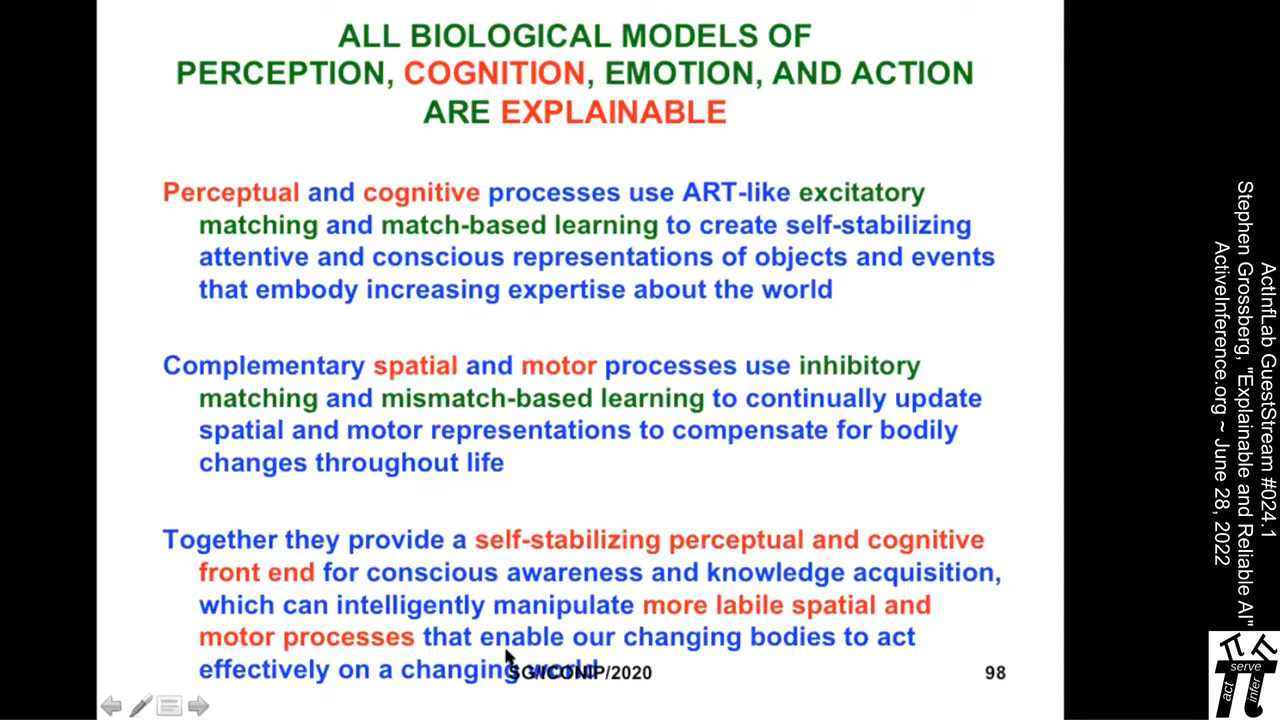 ALL BIOLOGICAL MODELS OF
PERCEPTION, COGNITION, EMOTION, AND ACTION
ARE EXPLAINABLE
Perceptual and cognitive processes use ART-like excitatory
matching and match-based learning to create self-stabilizing
attentive and conscious representations of objects and events
that embody increasing expertise about the world
Complementary spatial and motor processes use inhibitory
matching and mismatch-based learning to continually update
spatial and motor representations to compensate for bodily
changes throughout life
Together they provide a self-stabilizing perceptual and cognitive
front end for conscious awareness and knowledge acquisition,
which can intelligently manipulate more labile spatial and
motor processes that enable our changing bodies to act
effectively on a changing world
SG/ICONIP/2020
98
ActInfLab GuestStream #024.1
Stephen Grossberg, "Explainable and Reliable AI"
ActiveInference.org ~ June 28, 2022
serve
act
infer